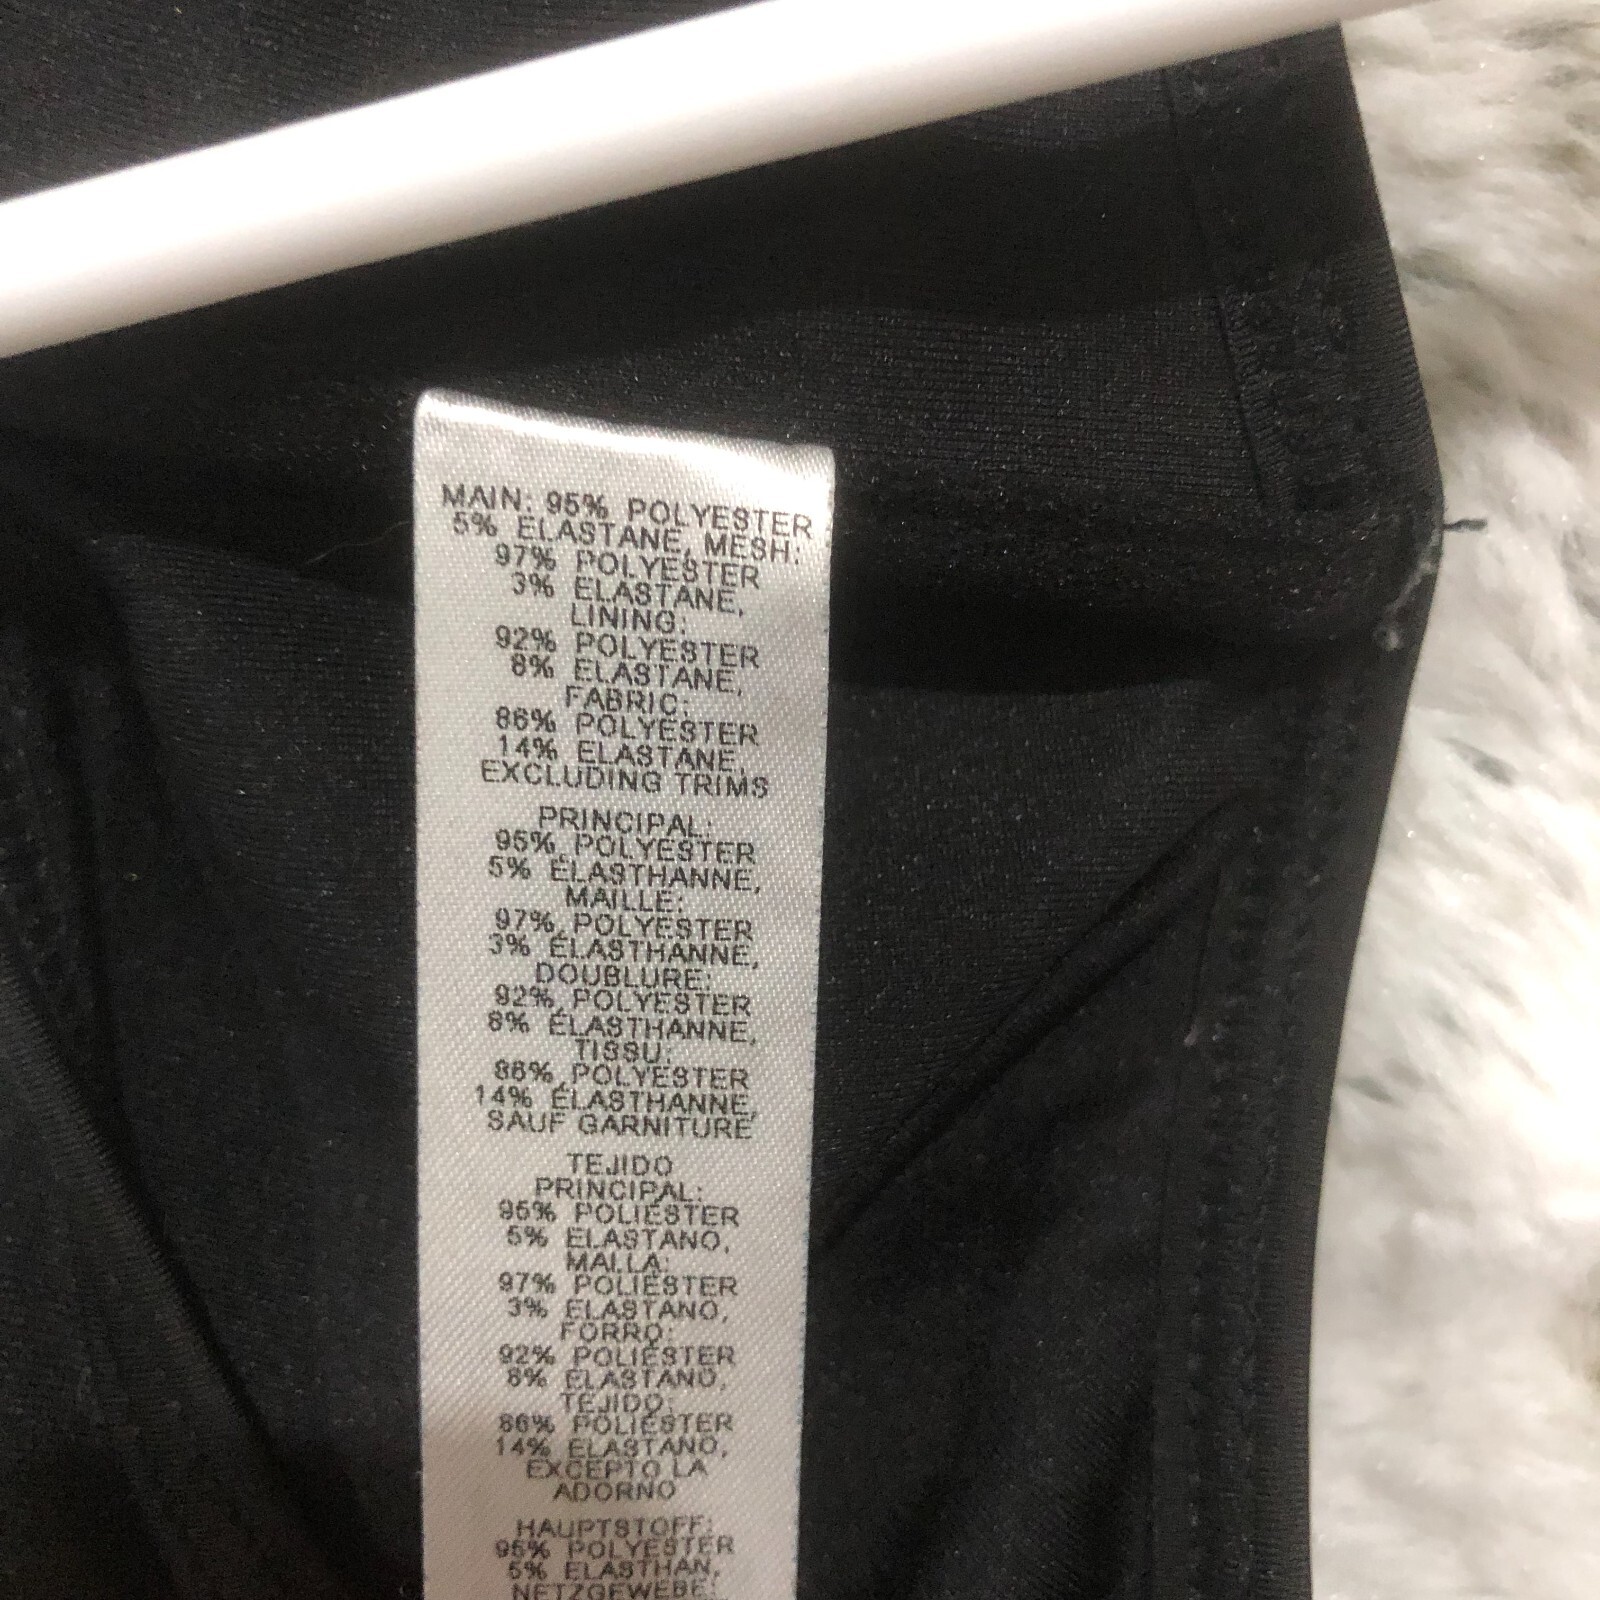 MAIN: 95% POLYESTER
5% ELASTANE, MESH:
97% POLYESTER
3% ELASTANE,
LINING:
92% POLYESTER
8% ELASTANE,
FABRIC:
86% POLYESTER
14% ELASTANE,
EXCLUDING TRIMS
PRINCIPAL:
95% POLYESTER
5% ÉLASTHANNE,
MAILLE:
97% POLYESTER
3% ÉLASTHANNE,
DOUBLURE:
92% POLYESTER
8% ÉLASTHANNE,
TISSU:
86% POLYESTER
14% ÉLASTHANNE,
SAUF GARNITURE
TEJIDO
PRINCIPAL:
95% POLIÉSTER
5% ELASTANO,
MALLA:
97% POLIÉSTER
3% ELASTANO,
FORRO:
92% POLIÉSTER
8% ELASTANO,
TEJIDO:
86% POLIÉSTER
14% ELASTANO,
EXCEPTO LA
ADORNO
HAUPTSTOFF:
95% POLYESTER
5% ELASTHAN,
NETZGEWEBE: